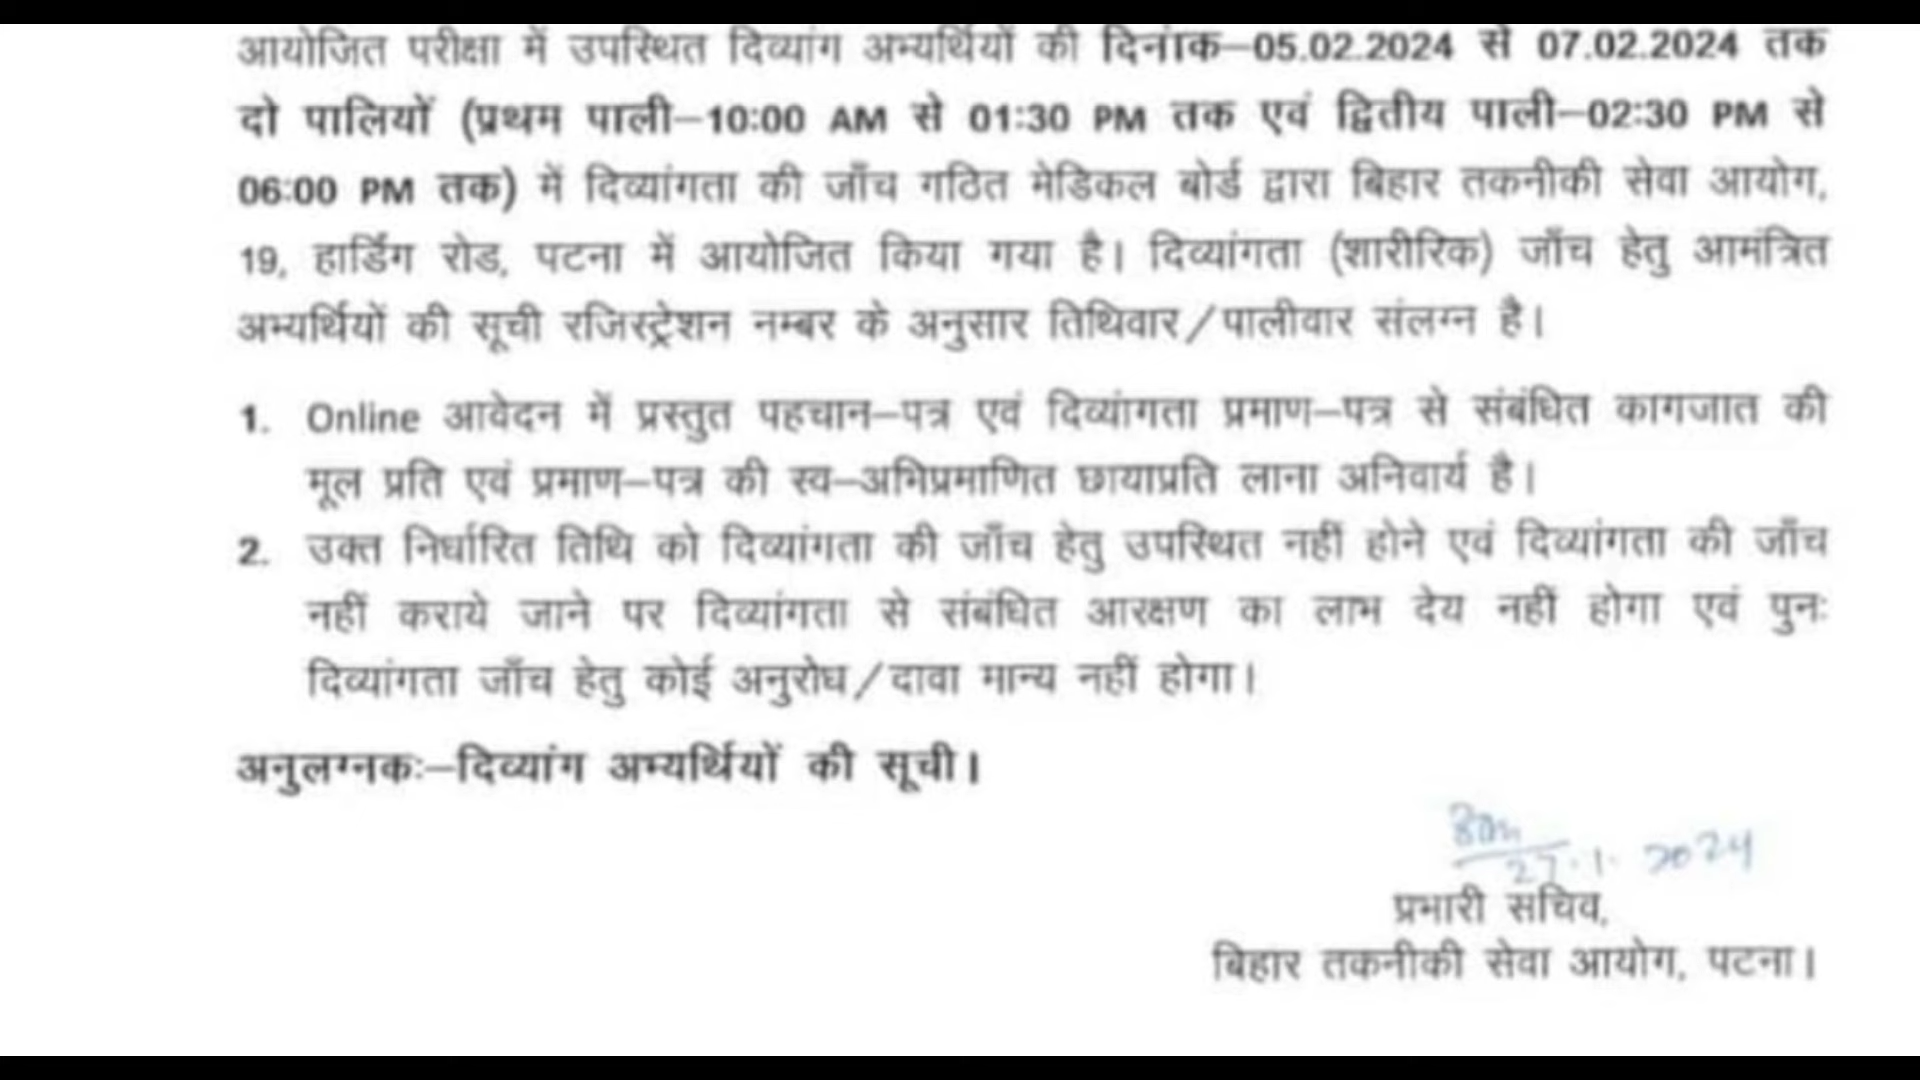 आयोजित परीक्षा में उपस्थित दिव्यांग अभ्यर्थियों की दिनांक–05.02.2024 से 07.02.2024 तक
दो पालियों (प्रथम पाली–10:00 AM से 01:30 PM तक एवं द्वितीय पाली–02:30 PM से
06:00 PM तक) में दिव्यांगता की जाँच गठित मेडिकल बोर्ड द्वारा बिहार तकनीकी सेवा आयोग,
19, हार्डिंग रोड, पटना में आयोजित किया गया है। दिव्यांगता (शारीरिक) जाँच हेतु आमंत्रित
अभ्यर्थियों की सूची रजिस्ट्रेशन नम्बर के अनुसार तिथिवार/पालीवार संलग्न है।
1. Online आवेदन में प्रस्तुत पहचान–पत्र एवं दिव्यांगता प्रमाण–पत्र से संबंधित कागजात की
मूल प्रति एवं प्रमाण–पत्र की स्व–अभिप्रमाणित छायाप्रति लाना अनिवार्य है।
2. उक्त निर्धारित तिथि को दिव्यांगता की जाँच हेतु उपस्थित नहीं होने एवं दिव्यांगता की जाँच
नहीं कराये जाने पर दिव्यांगता से संबंधित आरक्षण का लाभ देय नहीं होगा एवं पुनः
दिव्यांगता जाँच हेतु कोई अनुरोध/दावा मान्य नहीं होगा।
अनुलग्नकः–दिव्यांग अभ्यर्थियों की सूची।
27.1.2024
प्रभारी सचिव,
बिहार तकनीकी सेवा आयोग, पटना।